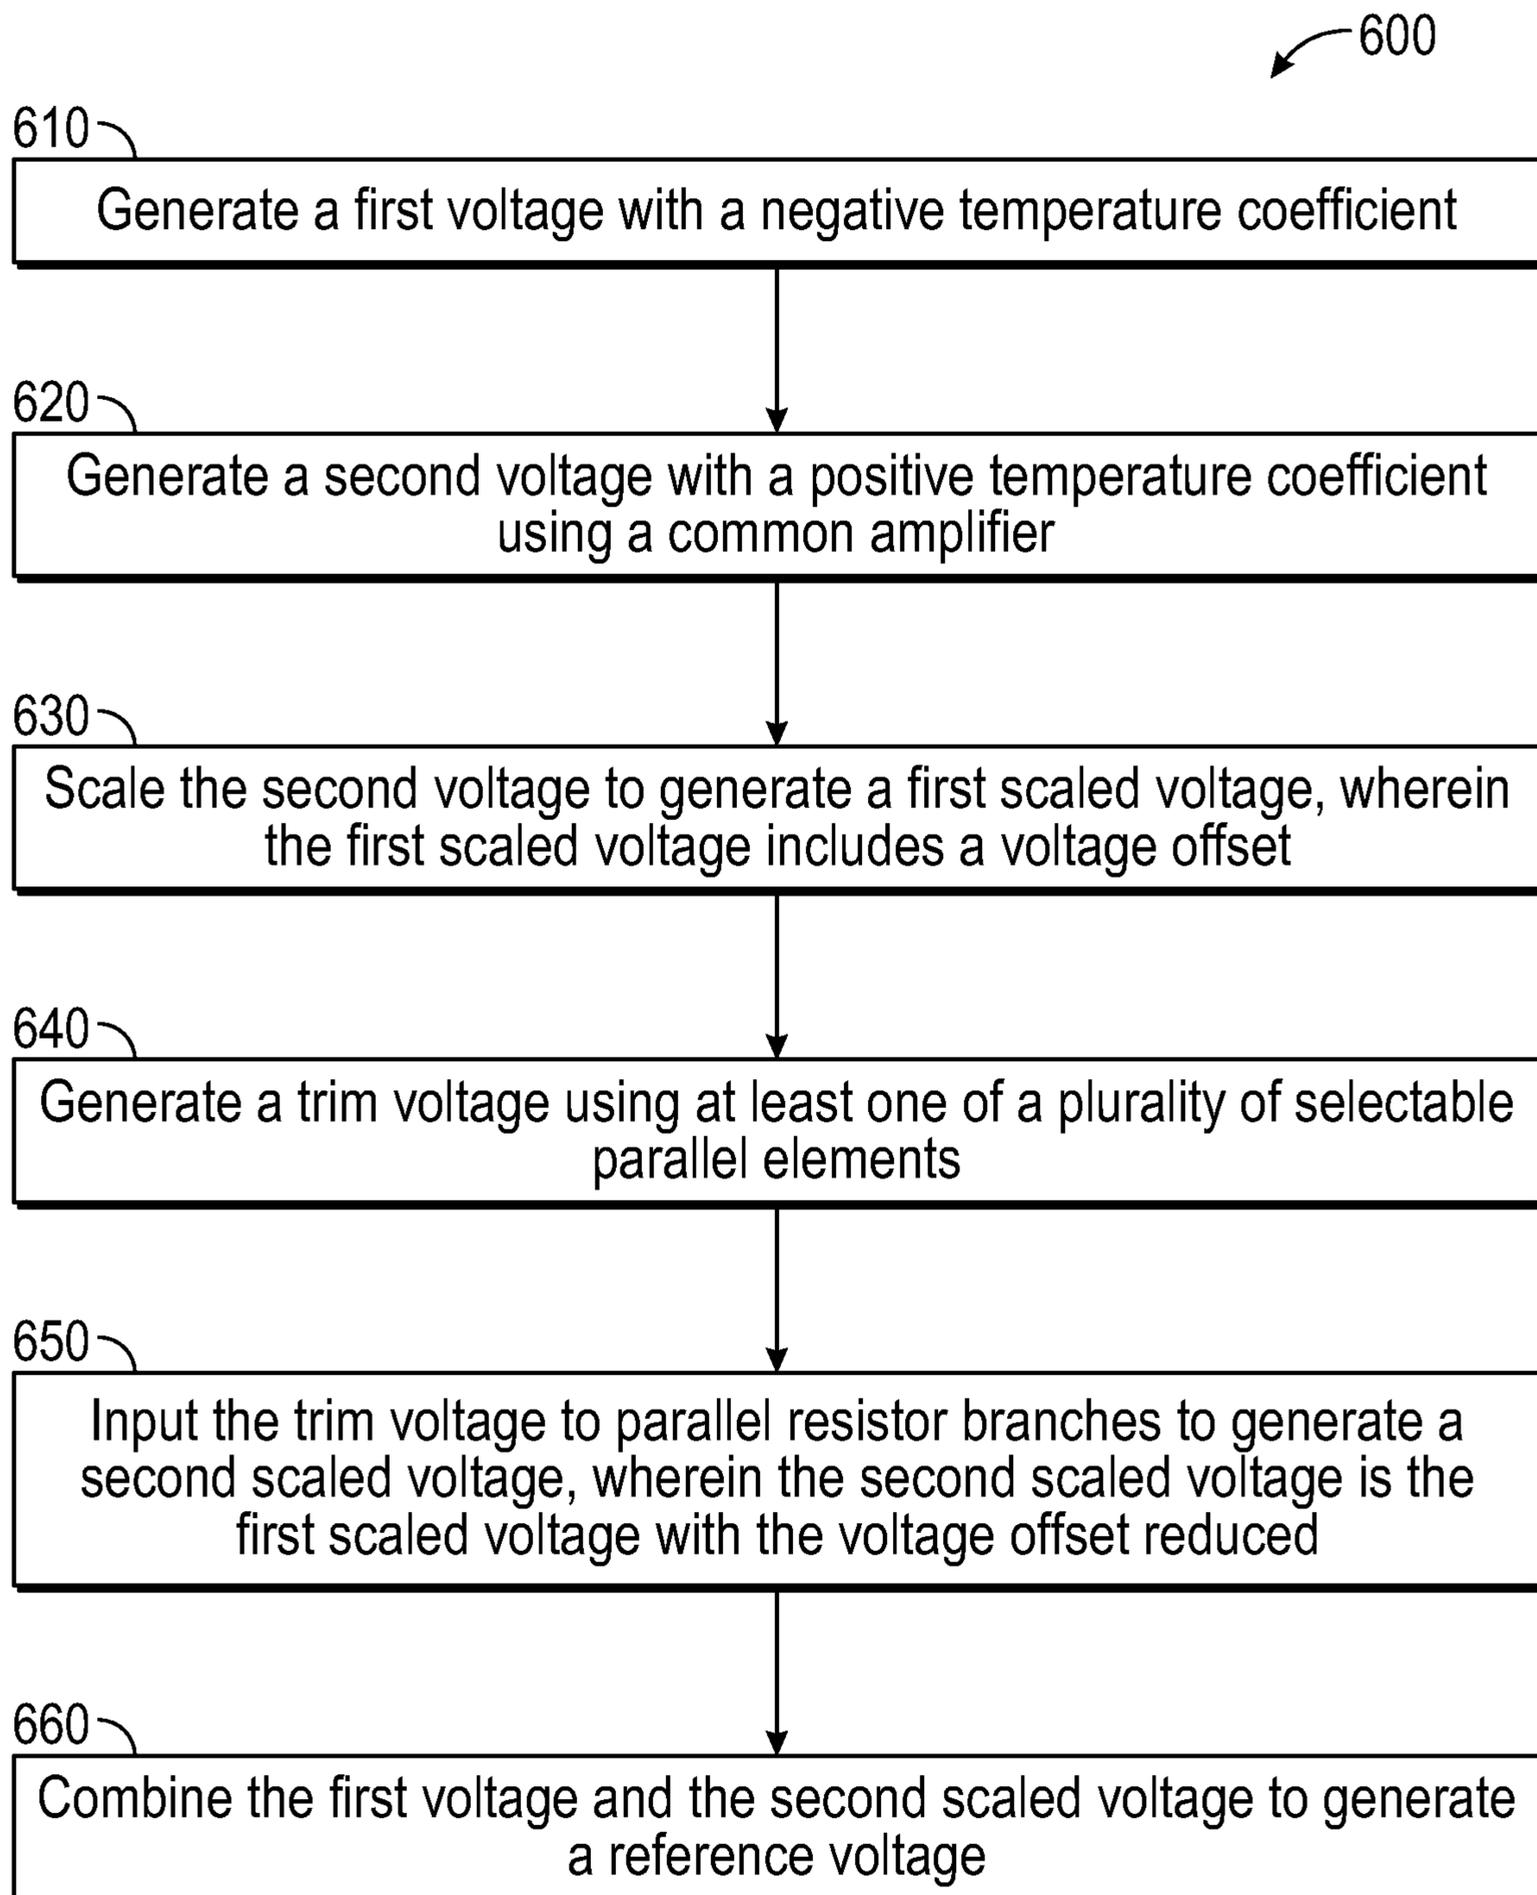 600
610
Generate a first voltage with a negative temperature coefficient
620
Generate a second voltage with a positive temperature coefficient
using a common amplifier
630
Scale the second voltage to generate a first scaled voltage, wherein
the first scaled voltage includes a voltage offset
640
Generate a trim voltage using at least one of a plurality of selectable
parallel elements
650
Input the trim voltage to parallel resistor branches to generate a
second scaled voltage, wherein the second scaled voltage is the
first scaled voltage with the voltage offset reduced
660
Combine the first voltage and the second scaled voltage to generate
a reference voltage